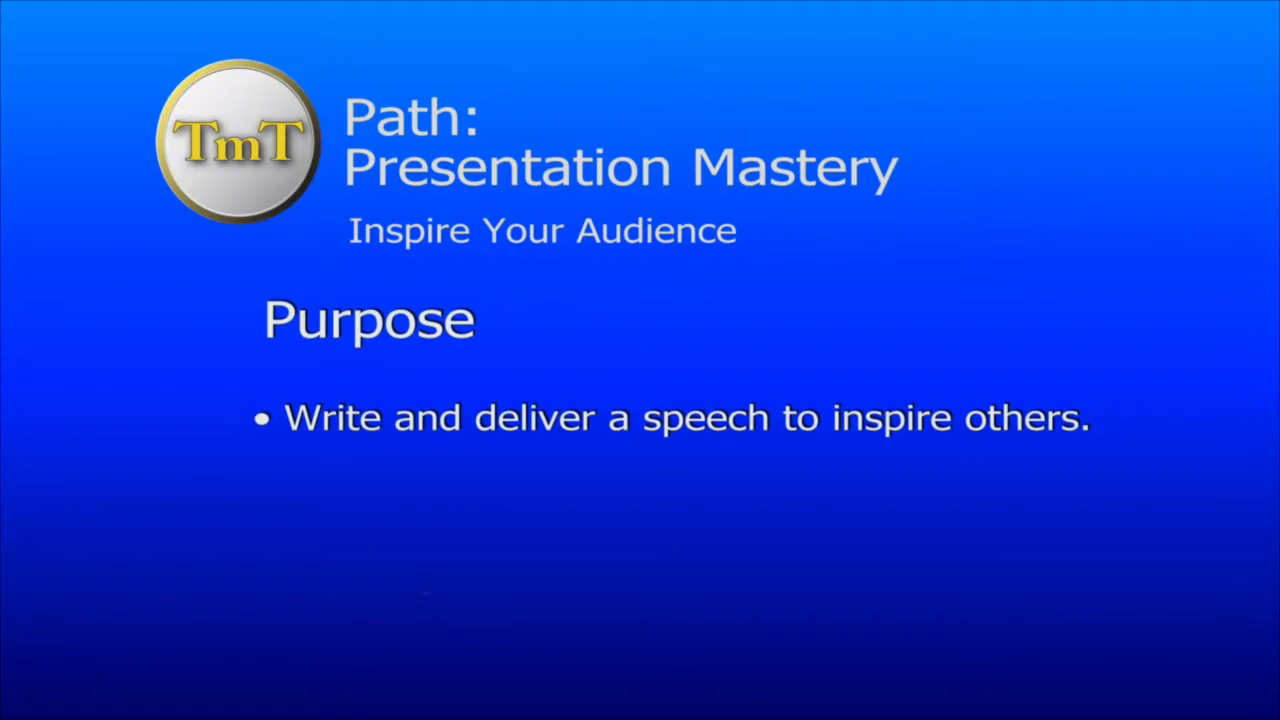 TmT
Path:
Presentation Mastery
Inspire Your Audience
Purpose
• Write and deliver a speech to inspire others.